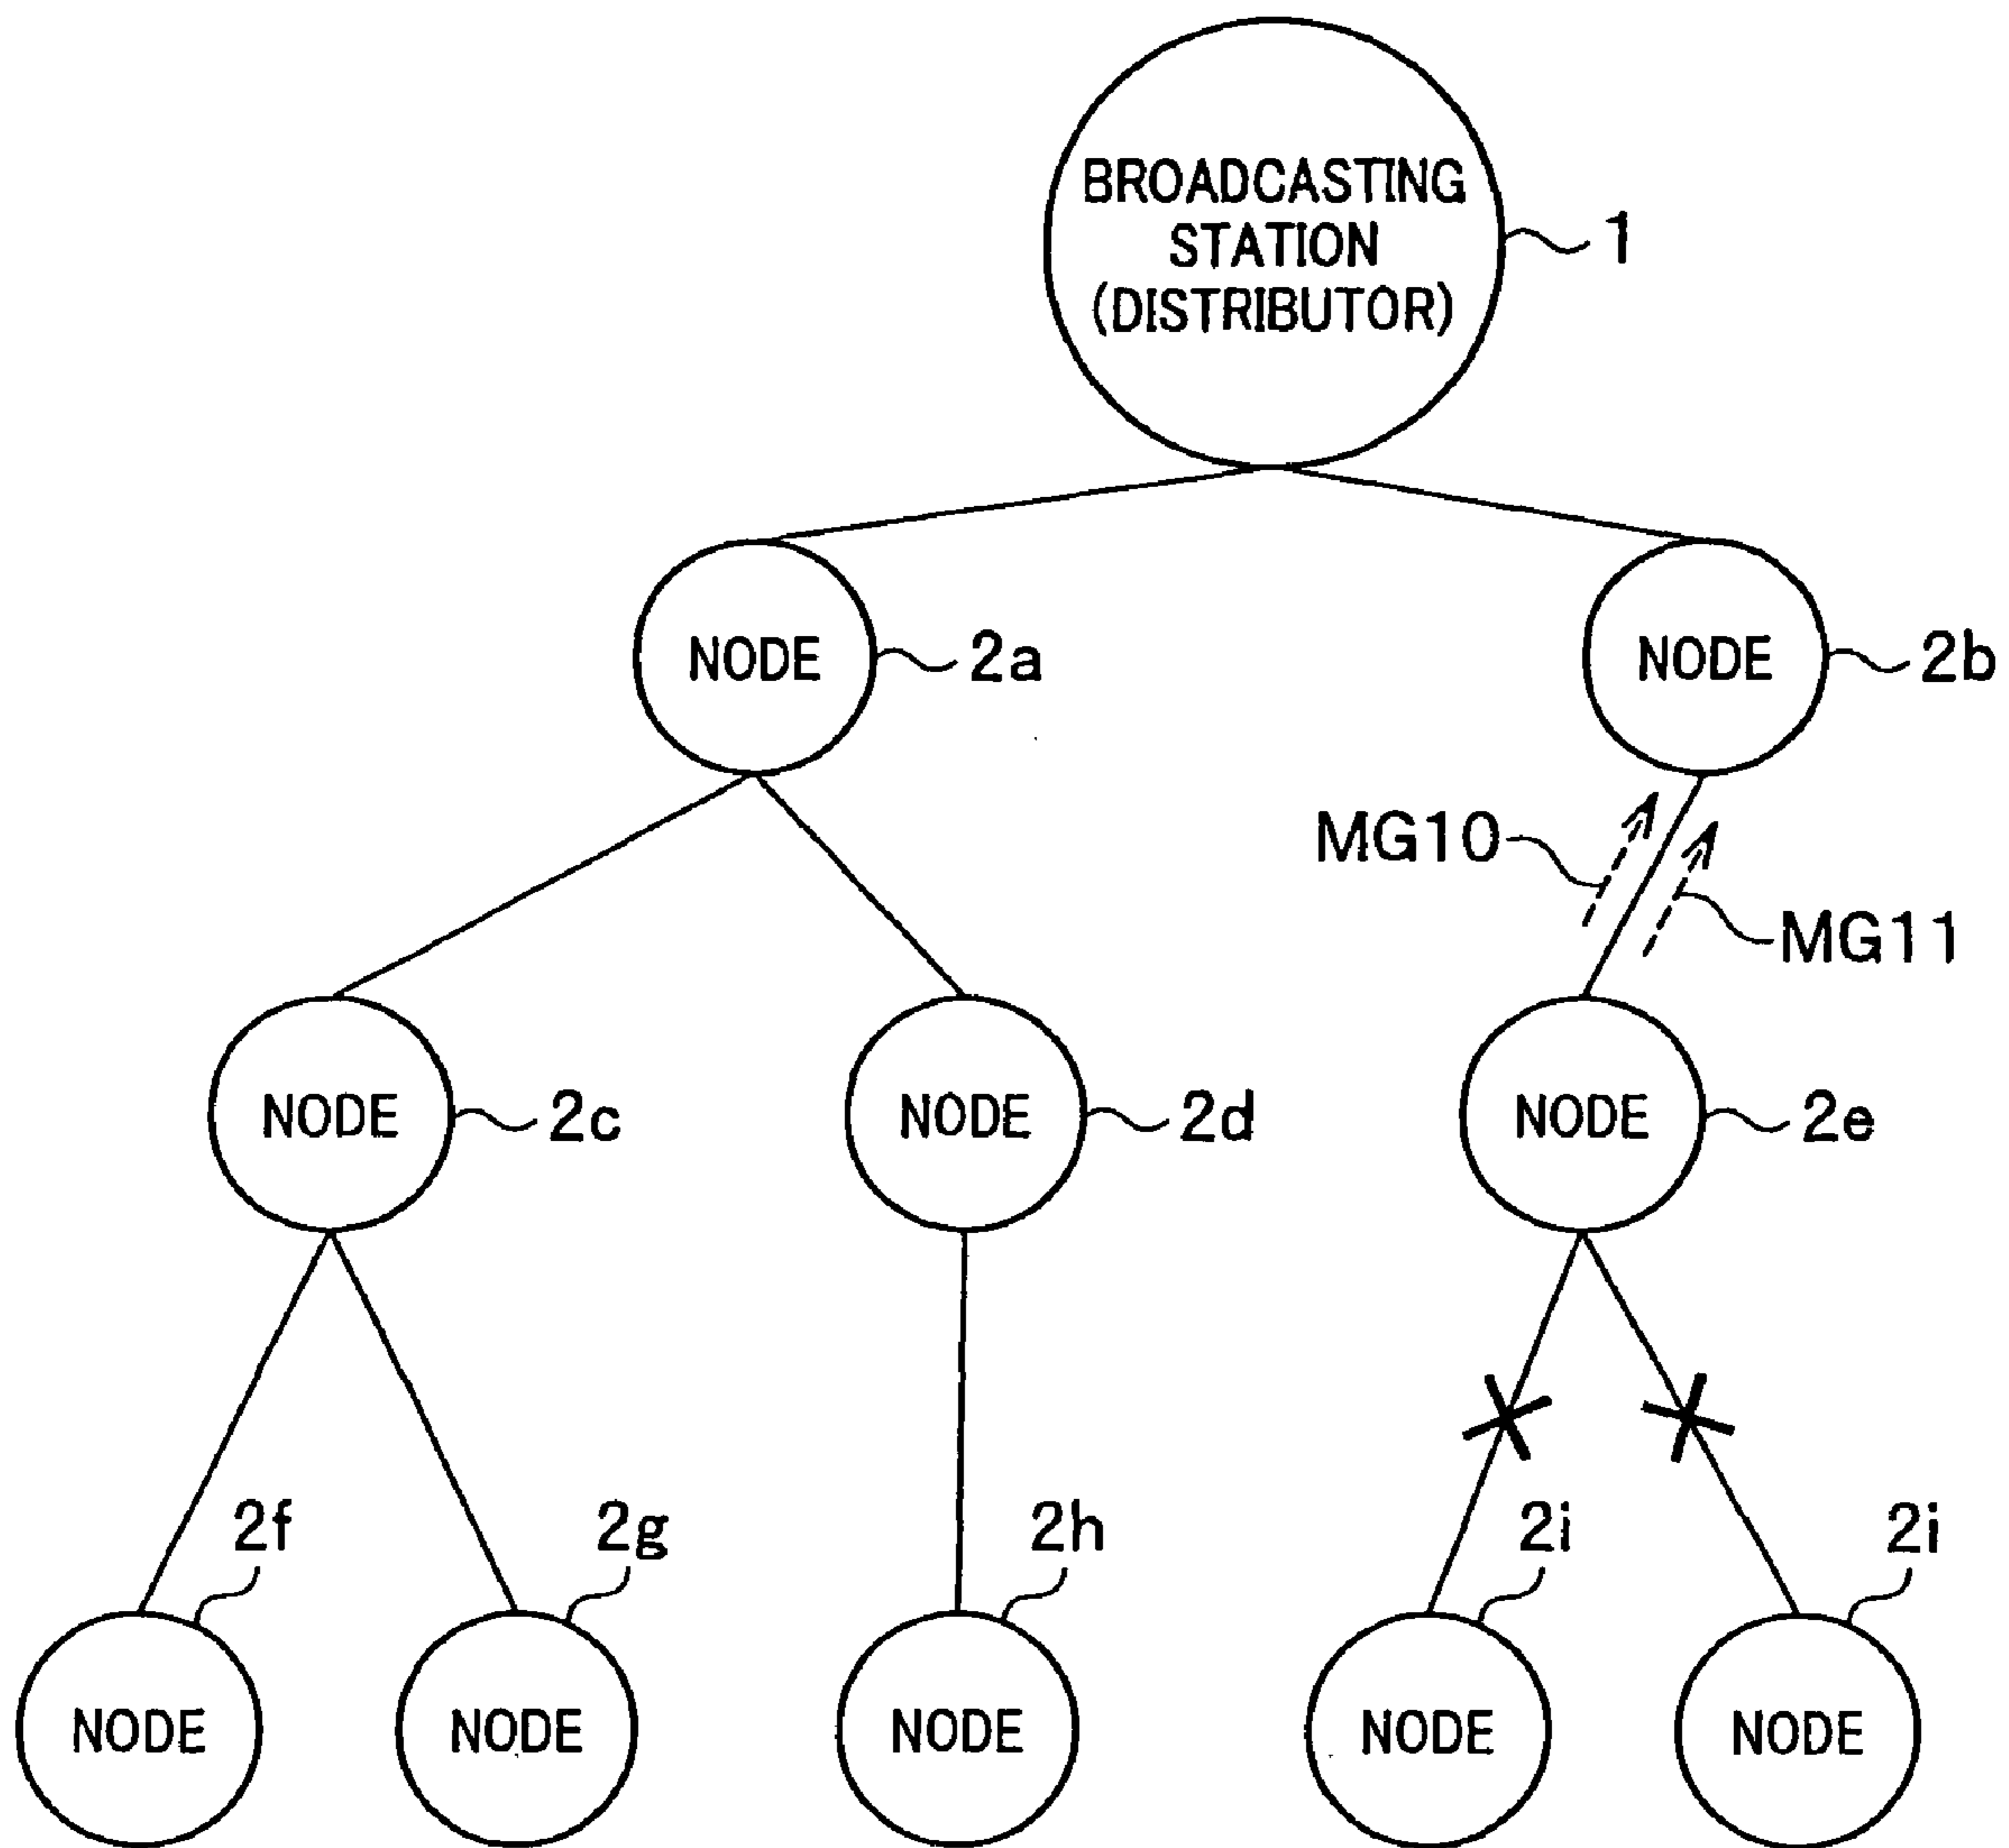 BROADCASTING
STATION
(DISTRIBUTOR)
1
NODE
2a
NODE
2b
MG10
MG11
NODE
2c
NODE
2d
NODE
2e
2f
2g
2h
2i
2i
NODE
NODE
NODE
NODE
NODE